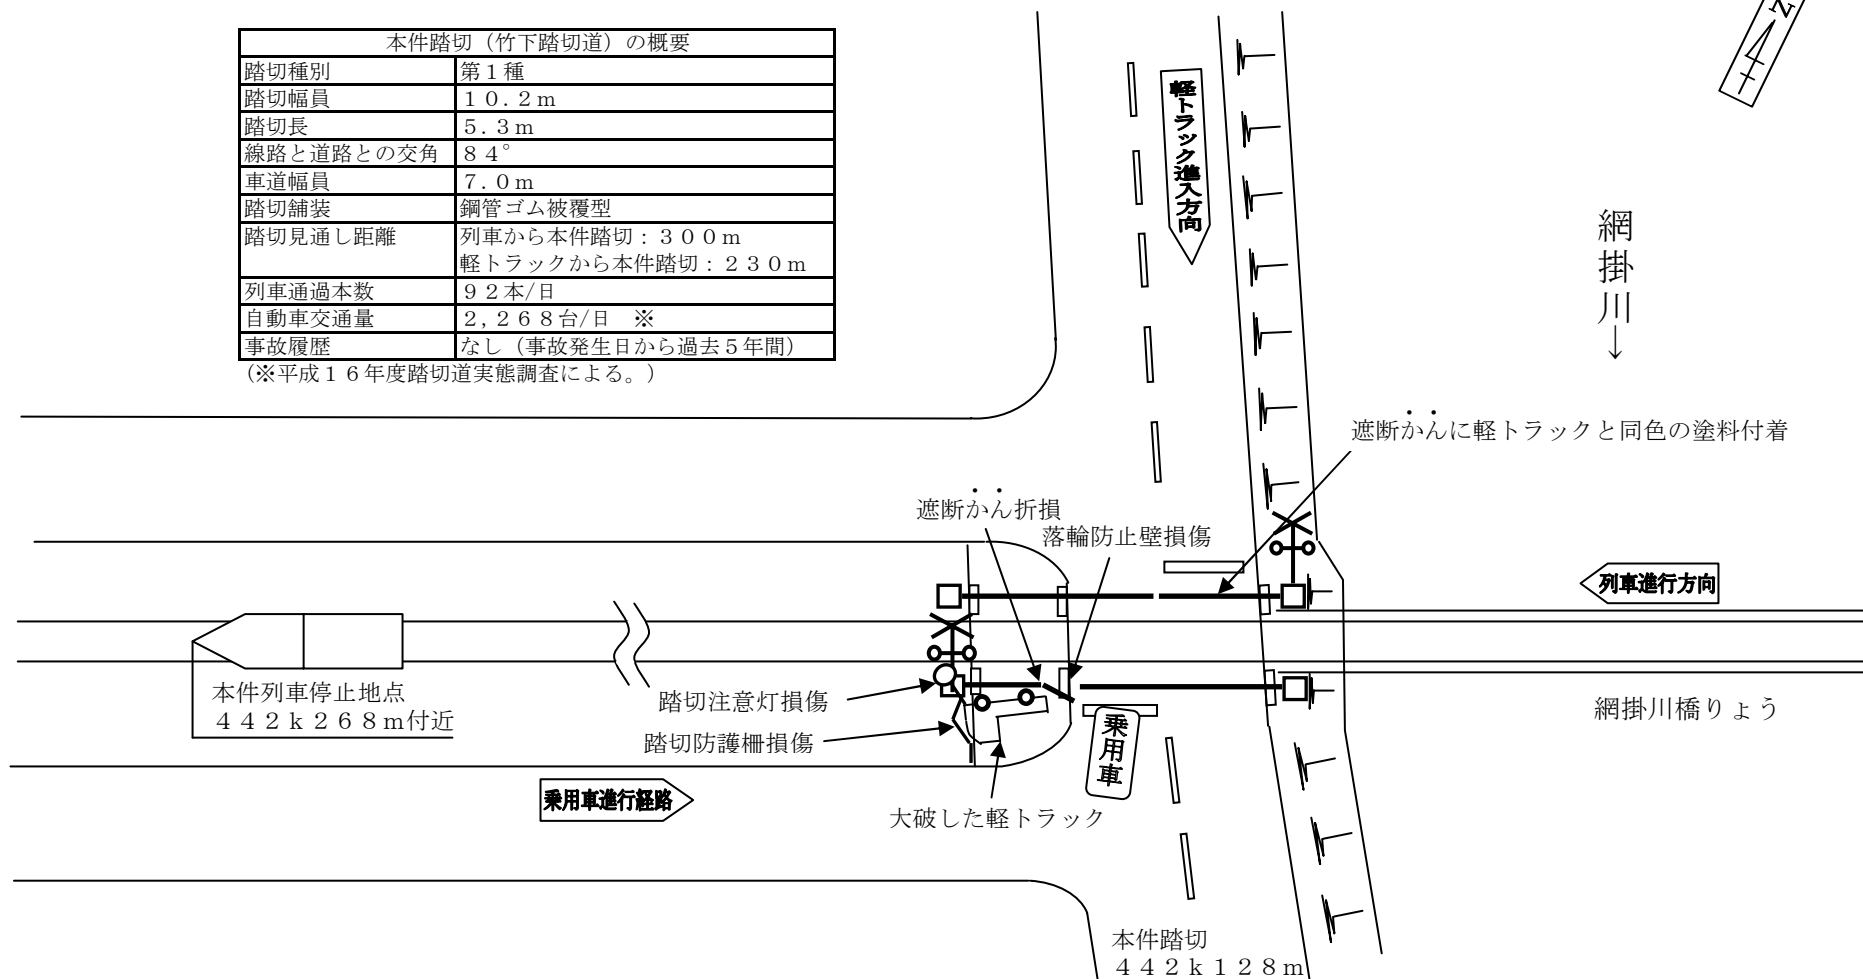 本件踏切（竹下踏切道）の概要
踏切種別 第１種
踏切幅員 １０.２ｍ
踏切長 ５.３ｍ
線路と道路との交角 ８４°
車道幅員 ７.０ｍ
踏切舗装 鋼管ゴム被覆型
踏切見通し距離 列車から本件踏切：３００ｍ
軽トラックから本件踏切：２３０ｍ
列車通過本数 ９２本/日
自動車交通量 ２,２６８台/日　※
事故履歴 なし（事故発生日から過去５年間）
（※平成１６年度踏切道実態調査による。）
N
軽トラック進入方向
網掛川→
遮断かんに軽トラックと同色の塗料付着
遮断かん折損
落輪防止壁損傷
列車進行方向
本件列車停止地点
４４２ｋ２６８ｍ付近
踏切注意灯損傷
踏切防護柵損傷
網掛川橋りょう
乗用車
乗用車進行経路
大破した軽トラック
本件踏切
４４２ｋ１２８ｍ